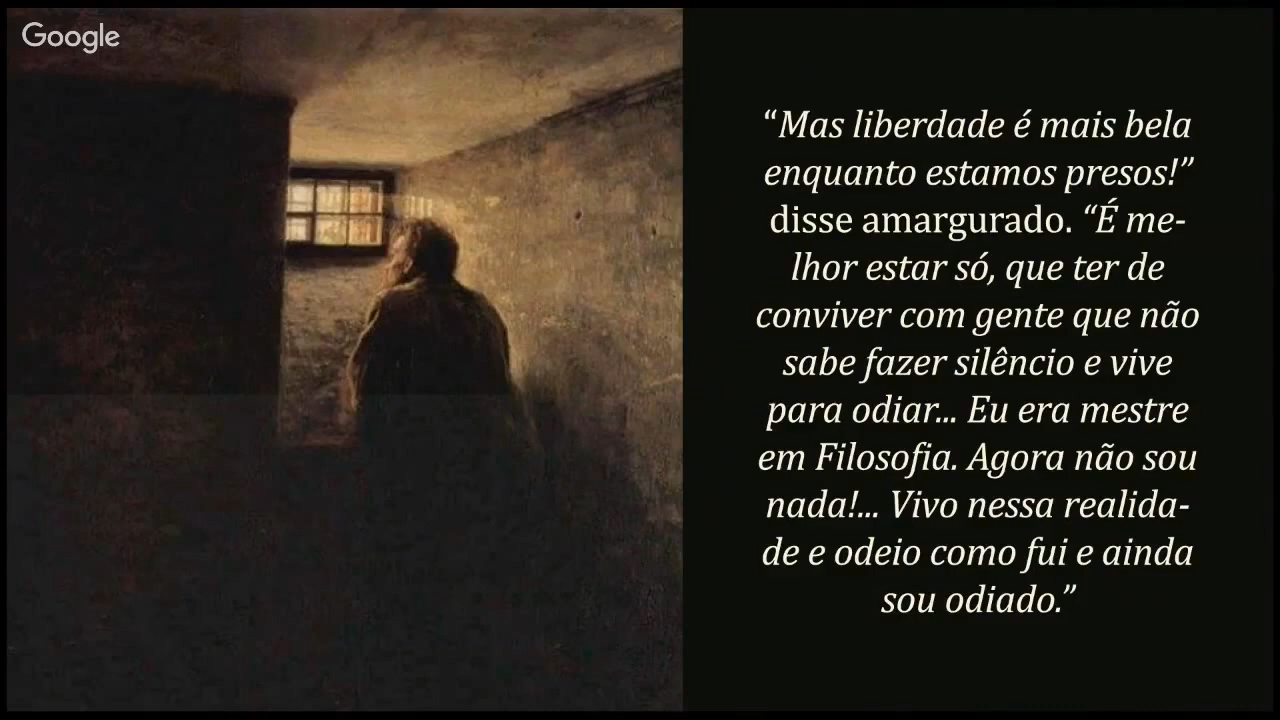 Google
“Mas liberdade é mais bela
enquanto estamos presos!”
disse amargurado. “É me-
lhor estar só, que ter de
conviver com gente que não
sabe fazer silêncio e vive
para odiar... Eu era mestre
em Filosofia. Agora não sou
nada!... Vivo nessa realida-
de e odeio como fui e ainda
sou odiado.”